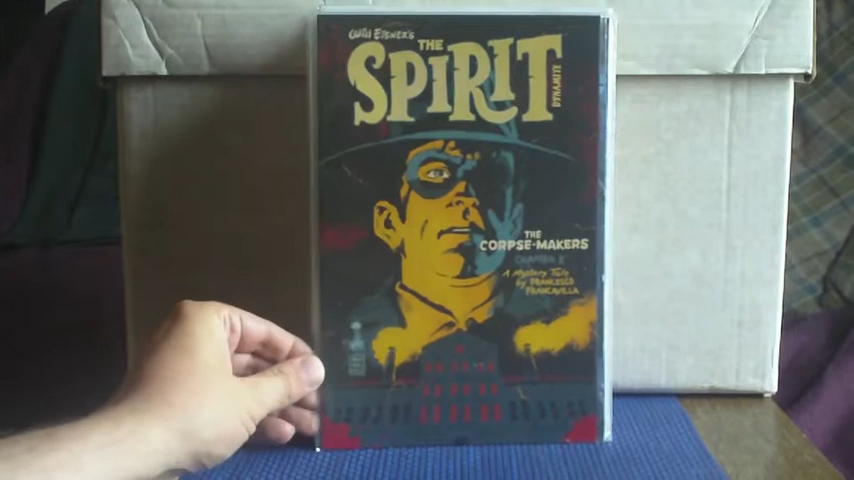 WILL EISNER'S
THE
SPIRIT
DYNAMITE
THE
CORPSE-MAKERS
A Mystery Tale
by FRANCESCO
FRANCAVILLA